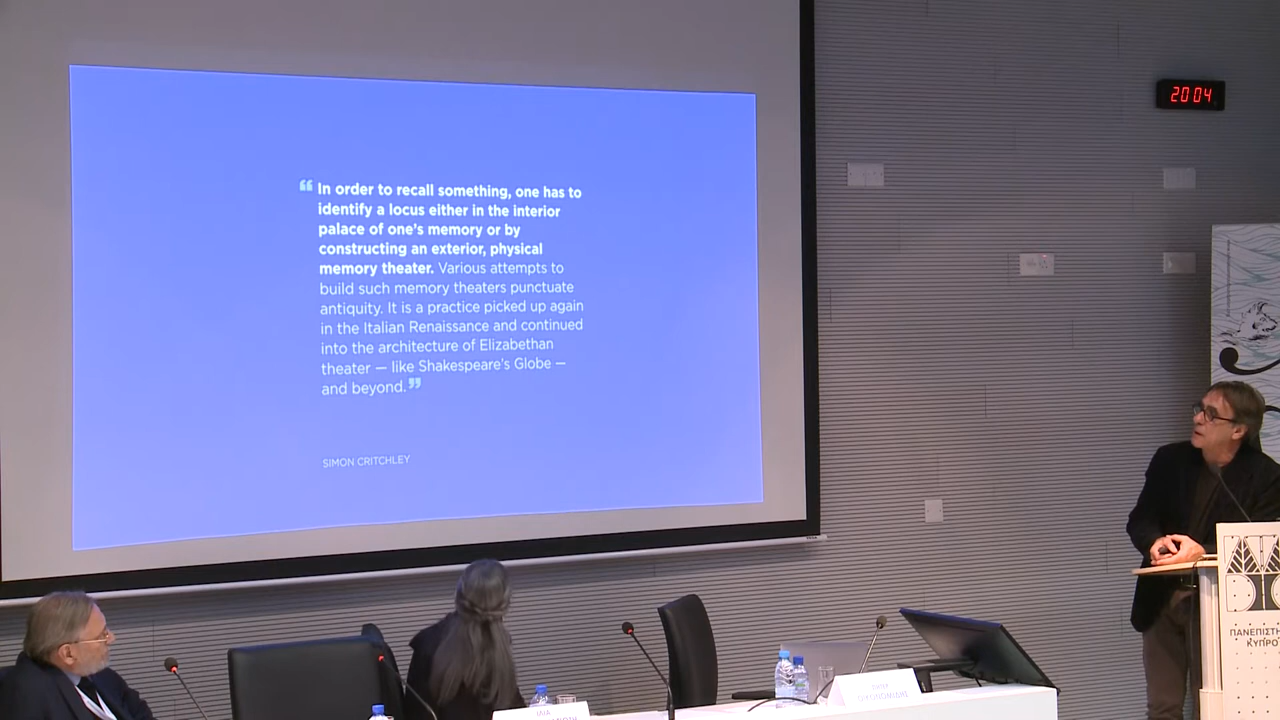 20 04
“ In order to recall something, one has to
identify a locus either in the interior
palace of one's memory or by
constructing an exterior, physical
memory theater. Various attempts to
build such memory theaters punctuate
antiquity. It is a practice picked up again
in the Italian Renaissance and continued
into the architecture of Elizabethan
theater — like Shakespeare's Globe —
and beyond.”
SIMON CRITCHLEY
ΚΥΠΡΟ